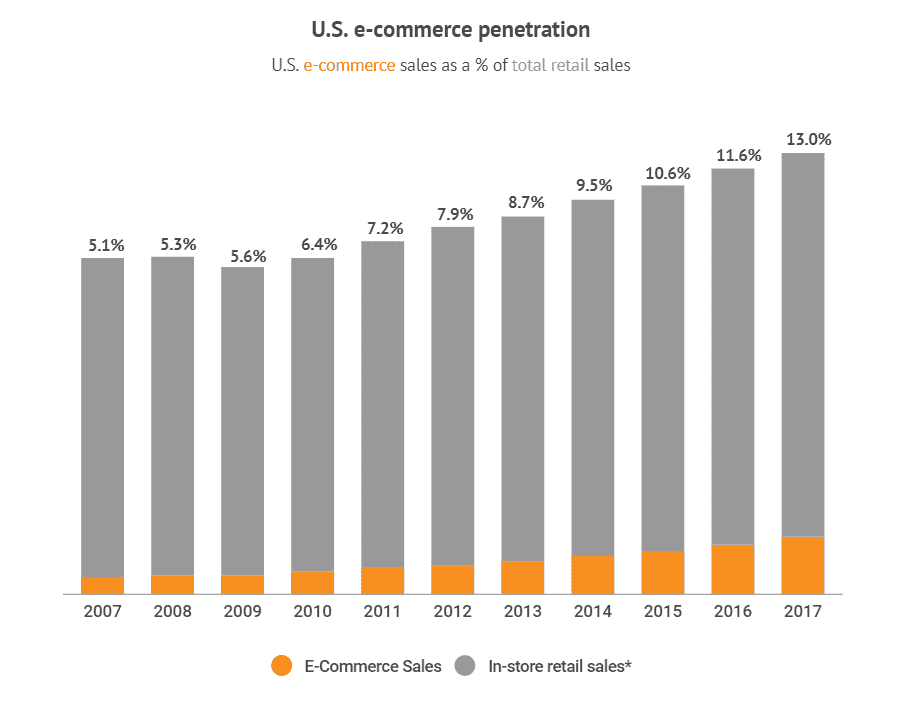 U.S. e-commerce penetration
U.S. e-commerce sales as a % of total retail sales
5.1% 5.3% 5.6% 6.4% 7.2% 7.9% 8.7% 9.5% 10.6% 11.6% 13.0%
2007 2008 2009 2010 2011 2012 2013 2014 2015 2016 2017
E-Commerce Sales In-store retail sales*